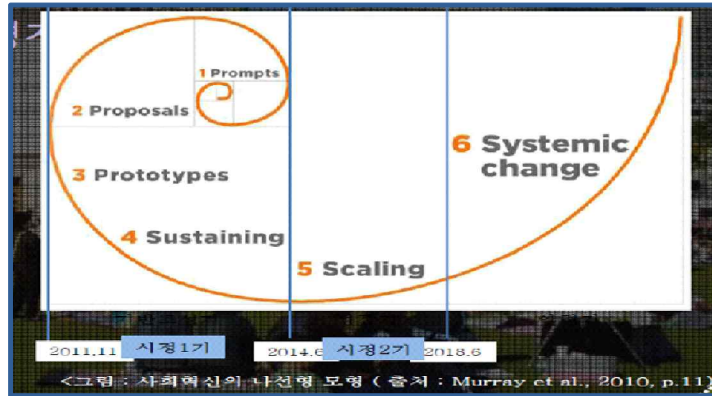 1 Prompts
2 Proposals
3 Prototypes
4 Sustaining
5 Scaling
6 Systemic
change
2011.11 시정1기 2014.6 시정2기 2018.6
<그림 : 사회혁신의 나선형 모형 ( 출처 : Murray et al., 2010, p.11)